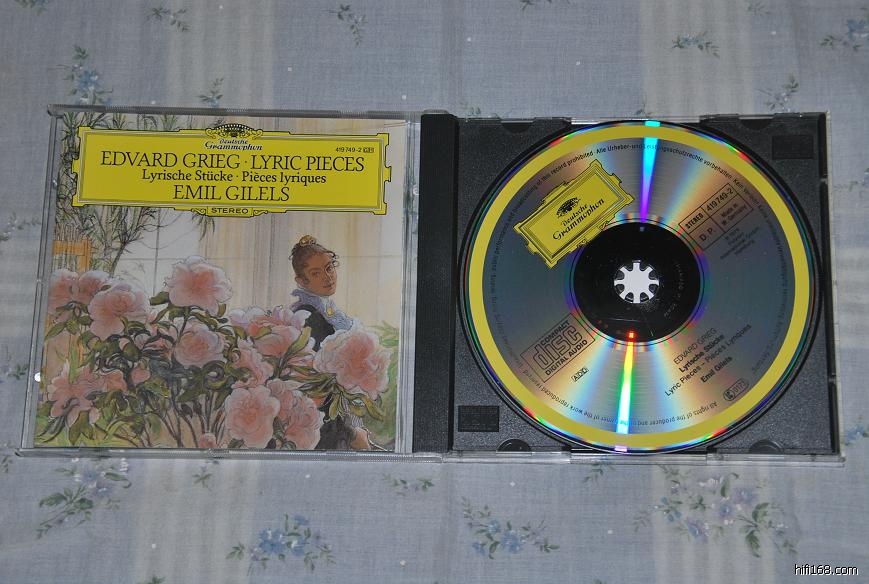 Deutsche
Grammophon
419 749-2 GH
EDVARD GRIEG · LYRIC PIECES
Lyrische Stücke · Pièces lyriques
EMIL GILELS
STEREO
Alle Urheber- und Leistungsschutzrechte vorbehalten
Deutsche
Grammophon
STEREO
419 749-2
D. P.
Made in
W. Germany
COMPACT
disc
DIGITAL AUDIO
ADD
EDVARD GRIEG
Lyrische Stücke
Lyric Pieces · Pièces Lyriques
Emil Gilels
All rights of the producer and of the owner of the work reproduced reserved
hifi168.com